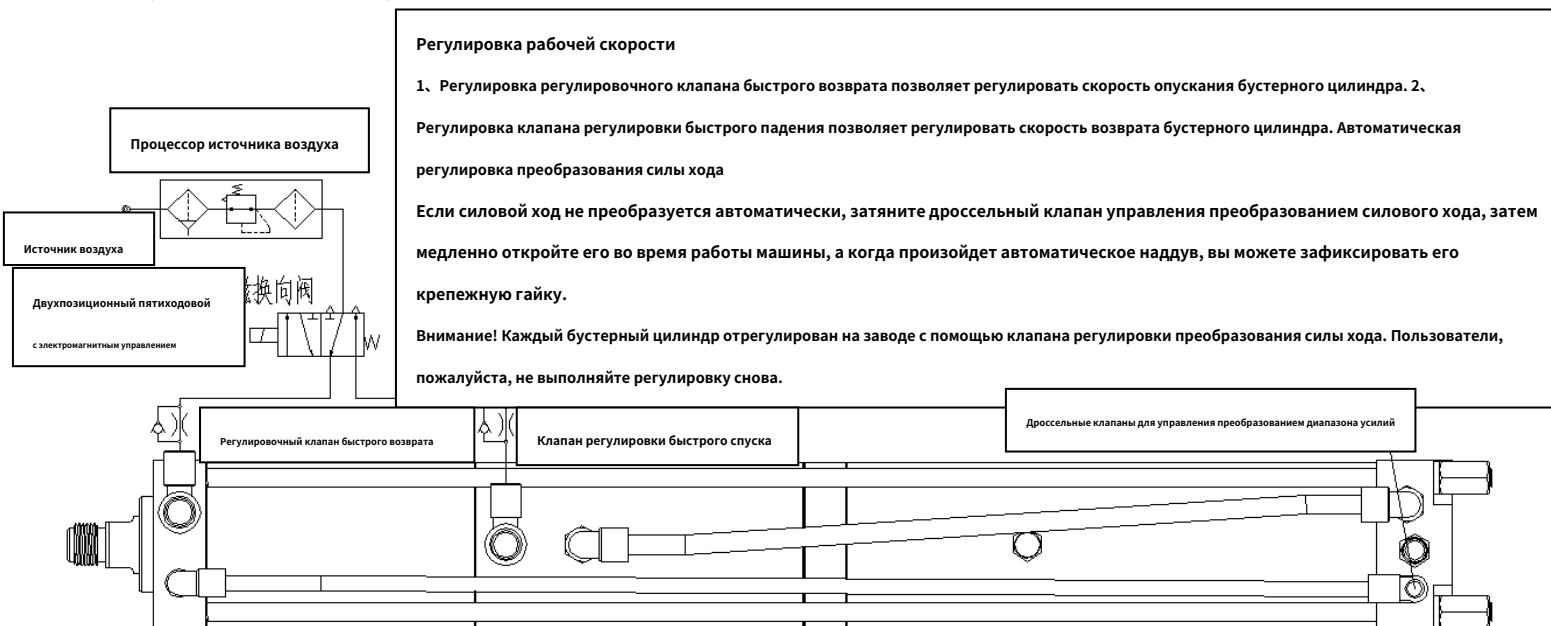 Регулировка рабочей скорости
1、Регулировка регулировочного клапана быстрого возврата позволяет регулировать скорость опускания бустерного цилиндра. 2、
Регулировка клапана регулировки быстрого падения позволяет регулировать скорость возврата бустерного цилиндра. Автоматическая
регулировка преобразования силы хода
Если силовой ход не преобразуется автоматически, затяните дроссельный клапан управления преобразованием силового хода, затем
медленно откройте его во время работы машины, а когда произойдет автоматическое наддув, вы можете зафиксировать его
крепежную гайку.
Внимание! Каждый бустерный цилиндр отрегулирован на заводе с помощью клапана регулировки преобразования силы хода. Пользователи,
пожалуйста, не выполняйте регулировку снова.
Процессор источника воздуха
Источник воздуха
Двухпозиционный пятиходовой
с электромагнитным управлением
换向阀
Регулировочный клапан быстрого возврата
Клапан регулировки быстрого спуска
Дроссельные клапаны для управления преобразованием диапазона усилий